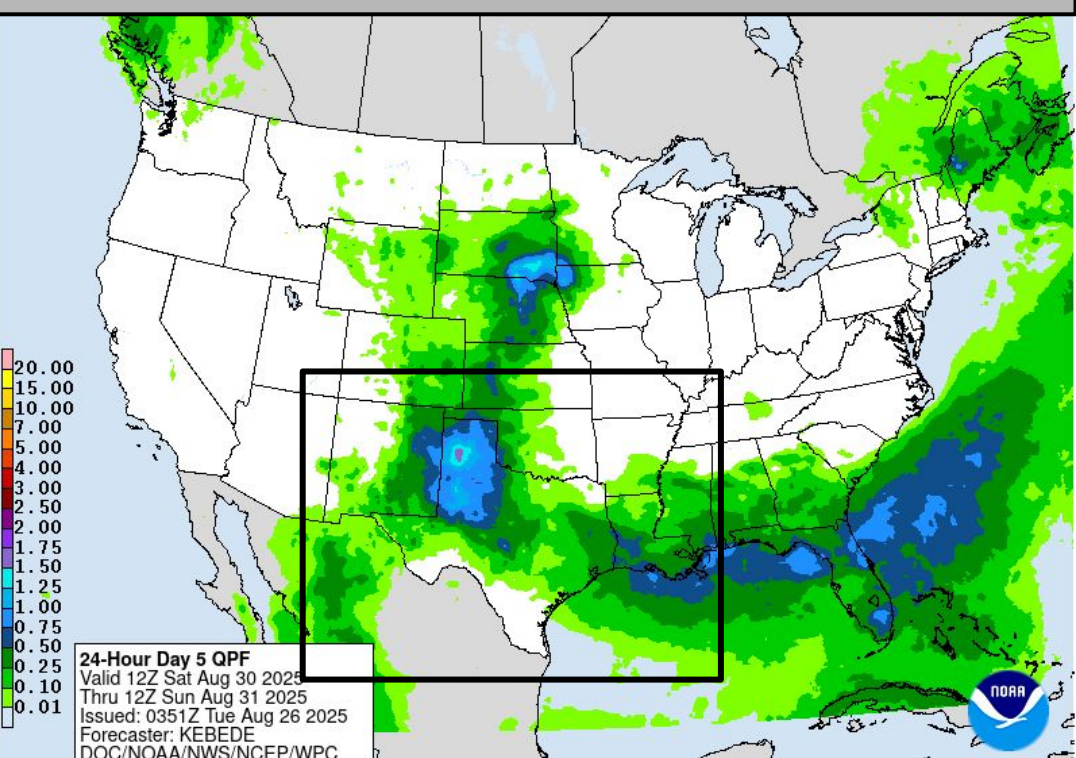 20.00
15.00
10.00
7.00
5.00
4.00
3.00
2.50
2.00
1.75
1.50
1.25
1.00
0.75
0.50
0.25
0.10
0.01
24-Hour Day 5 QPF
Valid 12Z Sat Aug 30 2025
Thru 12Z Sun Aug 31 2025
Issued: 0351Z Tue Aug 26 2025
Forecaster: KEBEDE
DOC/NOAA/NWS/NCEP/WPC
NOAA